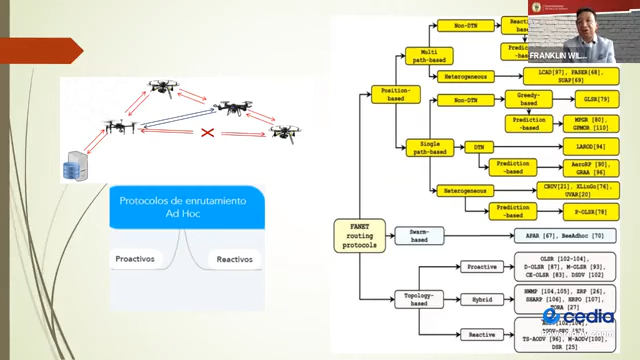 Protocolos de enrutamiento
Ad Hoc
Proactivos
Reactivos
FANET
routing
protocols
Position-
based
Multi
path-based
Non-DTN
Heterogeneous
LCAD[97], PASER[68],
SUAP[69]
Single
path-based
Non-DTN
Greedy-
based
GLSR[79]
Prediction-
based
MPGR [80],
GPMOR [110]
DTN
LAROD[94]
Prediction-
based
AeroRP [90],
GRAA [96]
Heterogeneous
CRUV[21], XLinGo[76],
UVAR[20]
Prediction-
based
P-OLSR[78]
Swarm-
based
APAR [67], BeeAdhoc [70]
Topology-
based
Proactive
OLSR [102-104],
D-OLSR [87], M-OLSR [93],
CE-OLSR [83], DSDV [102]
Hybrid
HWMP [104,105], ZRP [26],
SHARP [106], HRPO [107],
TORA [27]
Reactive
TS-AODV [96], M-AODV[100],
DSR [25]
FRANKLIN WIL...
cedia